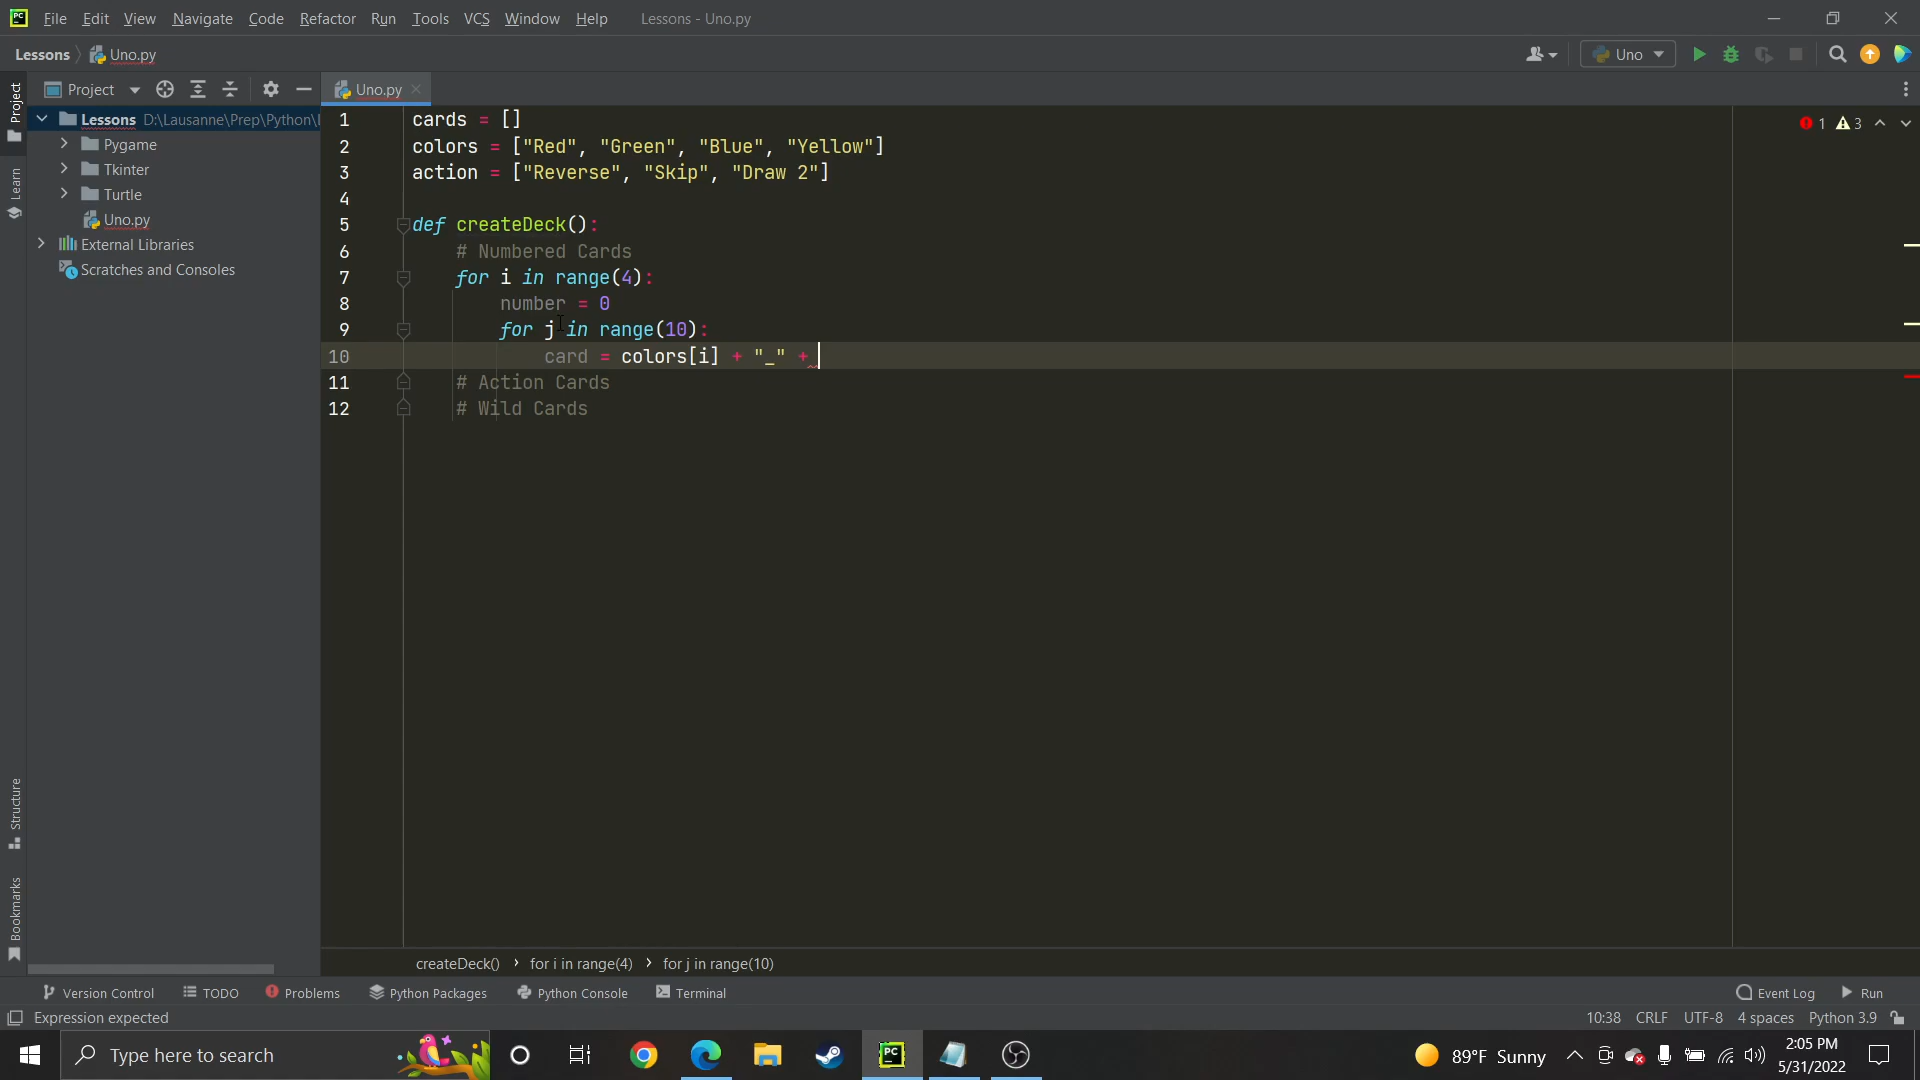 File Edit View Navigate Code Refactor Run Tools VCS Window Help Lessons - Uno.py
Lessons Uno.py Uno
Project Uno.py
Project
Learn
Structure
Bookmarks
Lessons D:\Lausanne\Prep\Python\
Pygame
Tkinter
Turtle
Uno.py
External Libraries
Scratches and Consoles
1 cards = []
2 colors = ["Red", "Green", "Blue", "Yellow"]
3 action = ["Reverse", "Skip", "Draw 2"]
4
5 def createDeck():
6 # Numbered Cards
7 for i in range(4):
8 number = 0
9 for j in range(10):
10 card = colors[i] + "_" +
11 # Action Cards
12 # Wild Cards
1 3
createDeck() › for i in range(4) › for j in range(10)
Version Control TODO Problems Python Packages Python Console Terminal Event Log Run
Expression expected 10:38 CRLF UTF-8 4 spaces Python 3.9
Type here to search 89°F Sunny 2:05 PM
5/31/2022